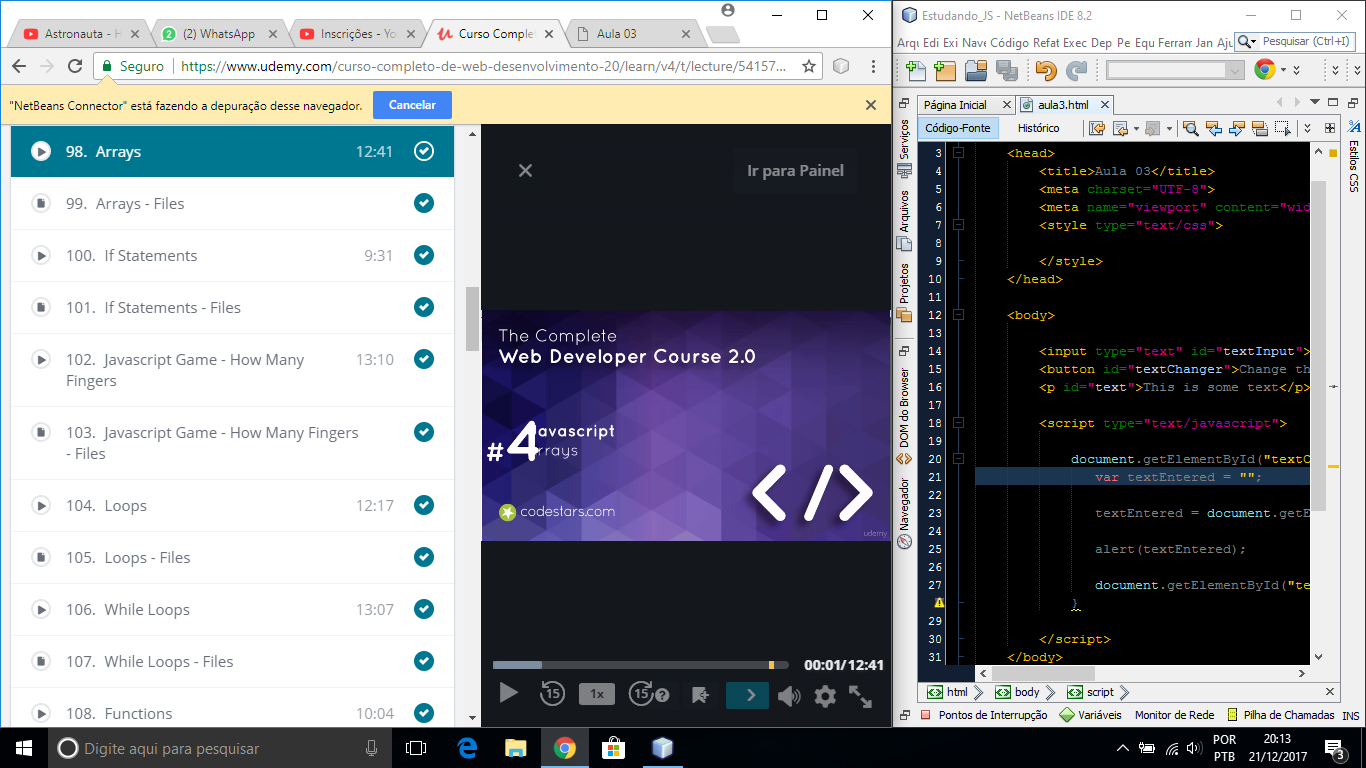 Astronauta - H
(2) WhatsApp
Inscrições - Yo
Curso Complet
Aula 03
Seguro
https://www.udemy.com/curso-completo-de-web-desenvolvimento-20/learn/v4/t/lecture/54157...
"NetBeans Connector" está fazendo a depuração desse navegador.
Cancelar
98. Arrays
12:41
99. Arrays - Files
100. If Statements
9:31
101. If Statements - Files
102. Javascript Game - How Many
Fingers
13:10
103. Javascript Game - How Many Fingers
- Files
104. Loops
12:17
105. Loops - Files
106. While Loops
13:07
107. While Loops - Files
108. Functions
10:04
Ir para Painel
The Complete
Web Developer Course 2.0
#4
avascript
rrays
codestars.com
</>
udemy
00:01/12:41
15
1x
15
Estudando_JS - NetBeans IDE 8.2
Arqu Edi Exi Nave Código Refat Exec Dep Pe Equ Ferram Jan Aju
Pesquisar (Ctrl+I)
Página Inicial
aula3.html
Código-Fonte
Histórico
Serviços
Arquivos
Projetos
DOM do Browser
Navegador
Estilos CSS
3 <head>
4 <title>Aula 03</title>
5 <meta charset="UTF-8">
6 <meta name="viewport" content="wid
7 <style type="text/css">
8
9 </style>
10 </head>
11
12 <body>
13
14 <input type="text" id="textInput">
15 <button id="textChanger">Change th
16 <p id="text">This is some text</p>
17
18 <script type="text/javascript">
19
20 document.getElementById("textC
21 var textEntered = "";
22
23 textEntered = document.getE
24
25 alert(textEntered);
26
27 document.getElementById("te
}
29
30 </script>
31 </body>
html
body
script
Pontos de Interrupção
Variáveis
Monitor de Rede
Pilha de Chamadas
INS
Digite aqui para pesquisar
POR
PTB
20:13
21/12/2017
3